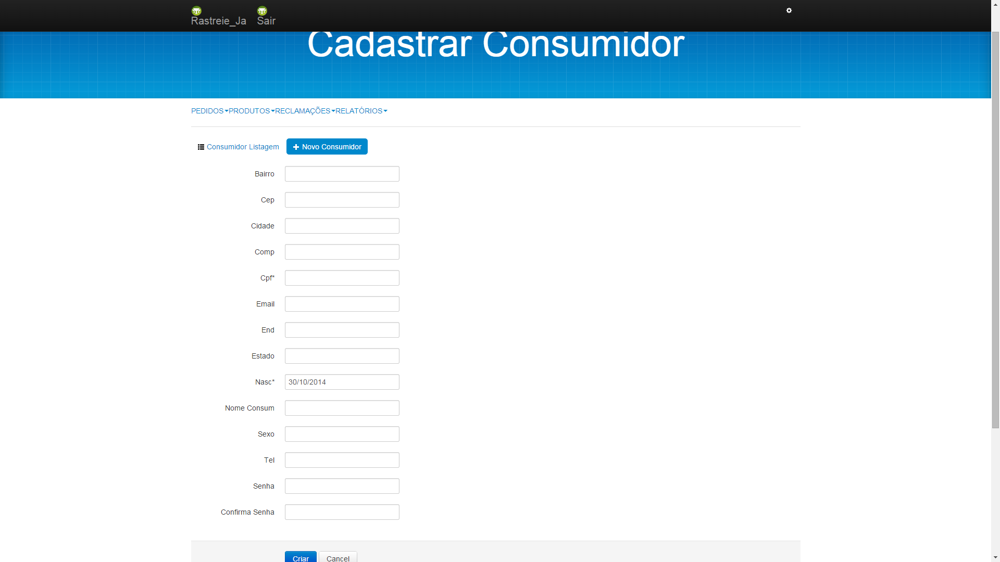 Rastreie_Ja Sair
Cadastrar Consumidor
PEDIDOS PRODUTOS RECLAMAÇÕES RELATÓRIOS
Consumidor Listagem Novo Consumidor
Bairro
Cep
Cidade
Comp
Cpf*
Email
End
Estado
Nasc* 30/10/2014
Nome Consum
Sexo
Tel
Senha
Confirma Senha
Criar Cancel